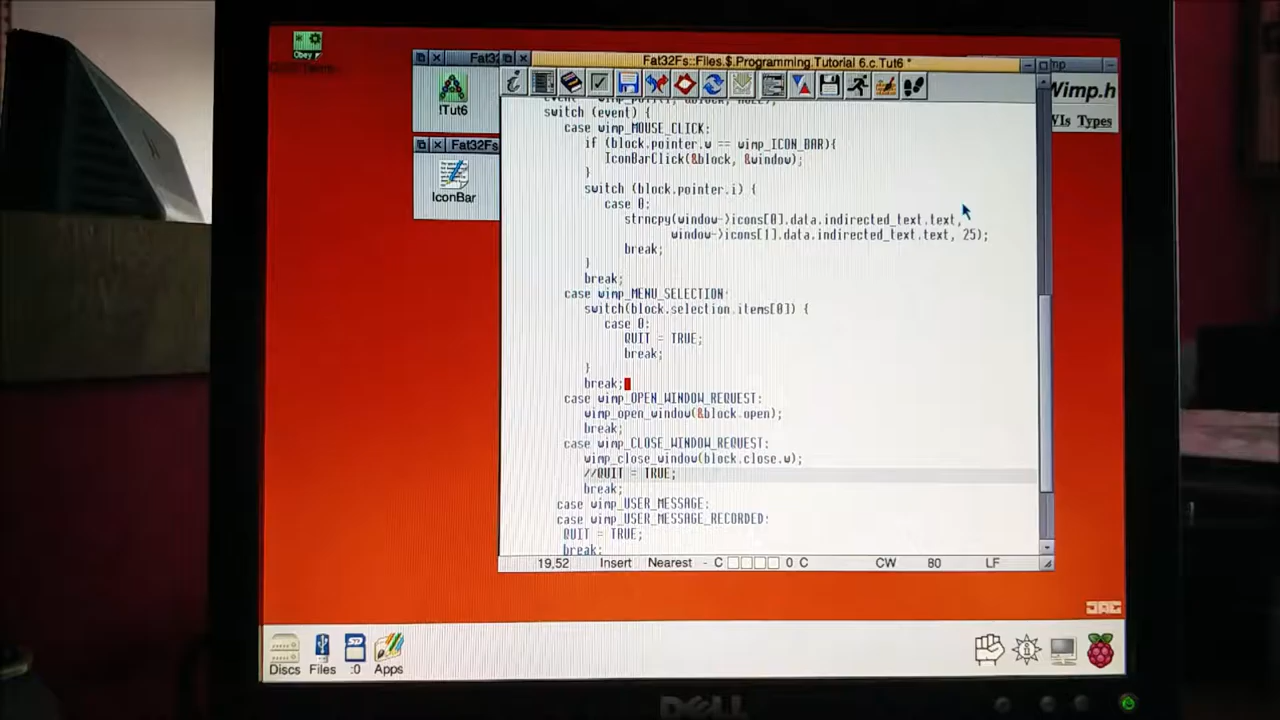 Obey
Fat32
Fat32Fs::Files.$.Programming.Tutorial 6.c.Tut6 *
!Tut6
Fat32Fs
IconBar
Wimp.h
Types
switch (event) {
case wimp_MOUSE_CLICK:
if (block.pointer.w == wimp_ICON_BAR){
IconBarClick(&block, &window);
}
switch (block.pointer.i) {
case 0:
strncpy(window->icons[0].data.indirected_text.text,
window->icons[1].data.indirected_text.text, 25);
break;
}
break;
case wimp_MENU_SELECTION:
switch(block.selection.items[0]) {
case 0:
QUIT = TRUE;
break;
}
break;
case wimp_OPEN_WINDOW_REQUEST:
wimp_open_window(&block.open);
break;
case wimp_CLOSE_WINDOW_REQUEST:
wimp_close_window(block.close.w);
//QUIT = TRUE;
break;
case wimp_USER_MESSAGE:
case wimp_USER_MESSAGE_RECORDED:
QUIT = TRUE;
break;
19,52 Insert Nearest - C 0 C CW 80 LF
Discs Files :0 Apps
DELL